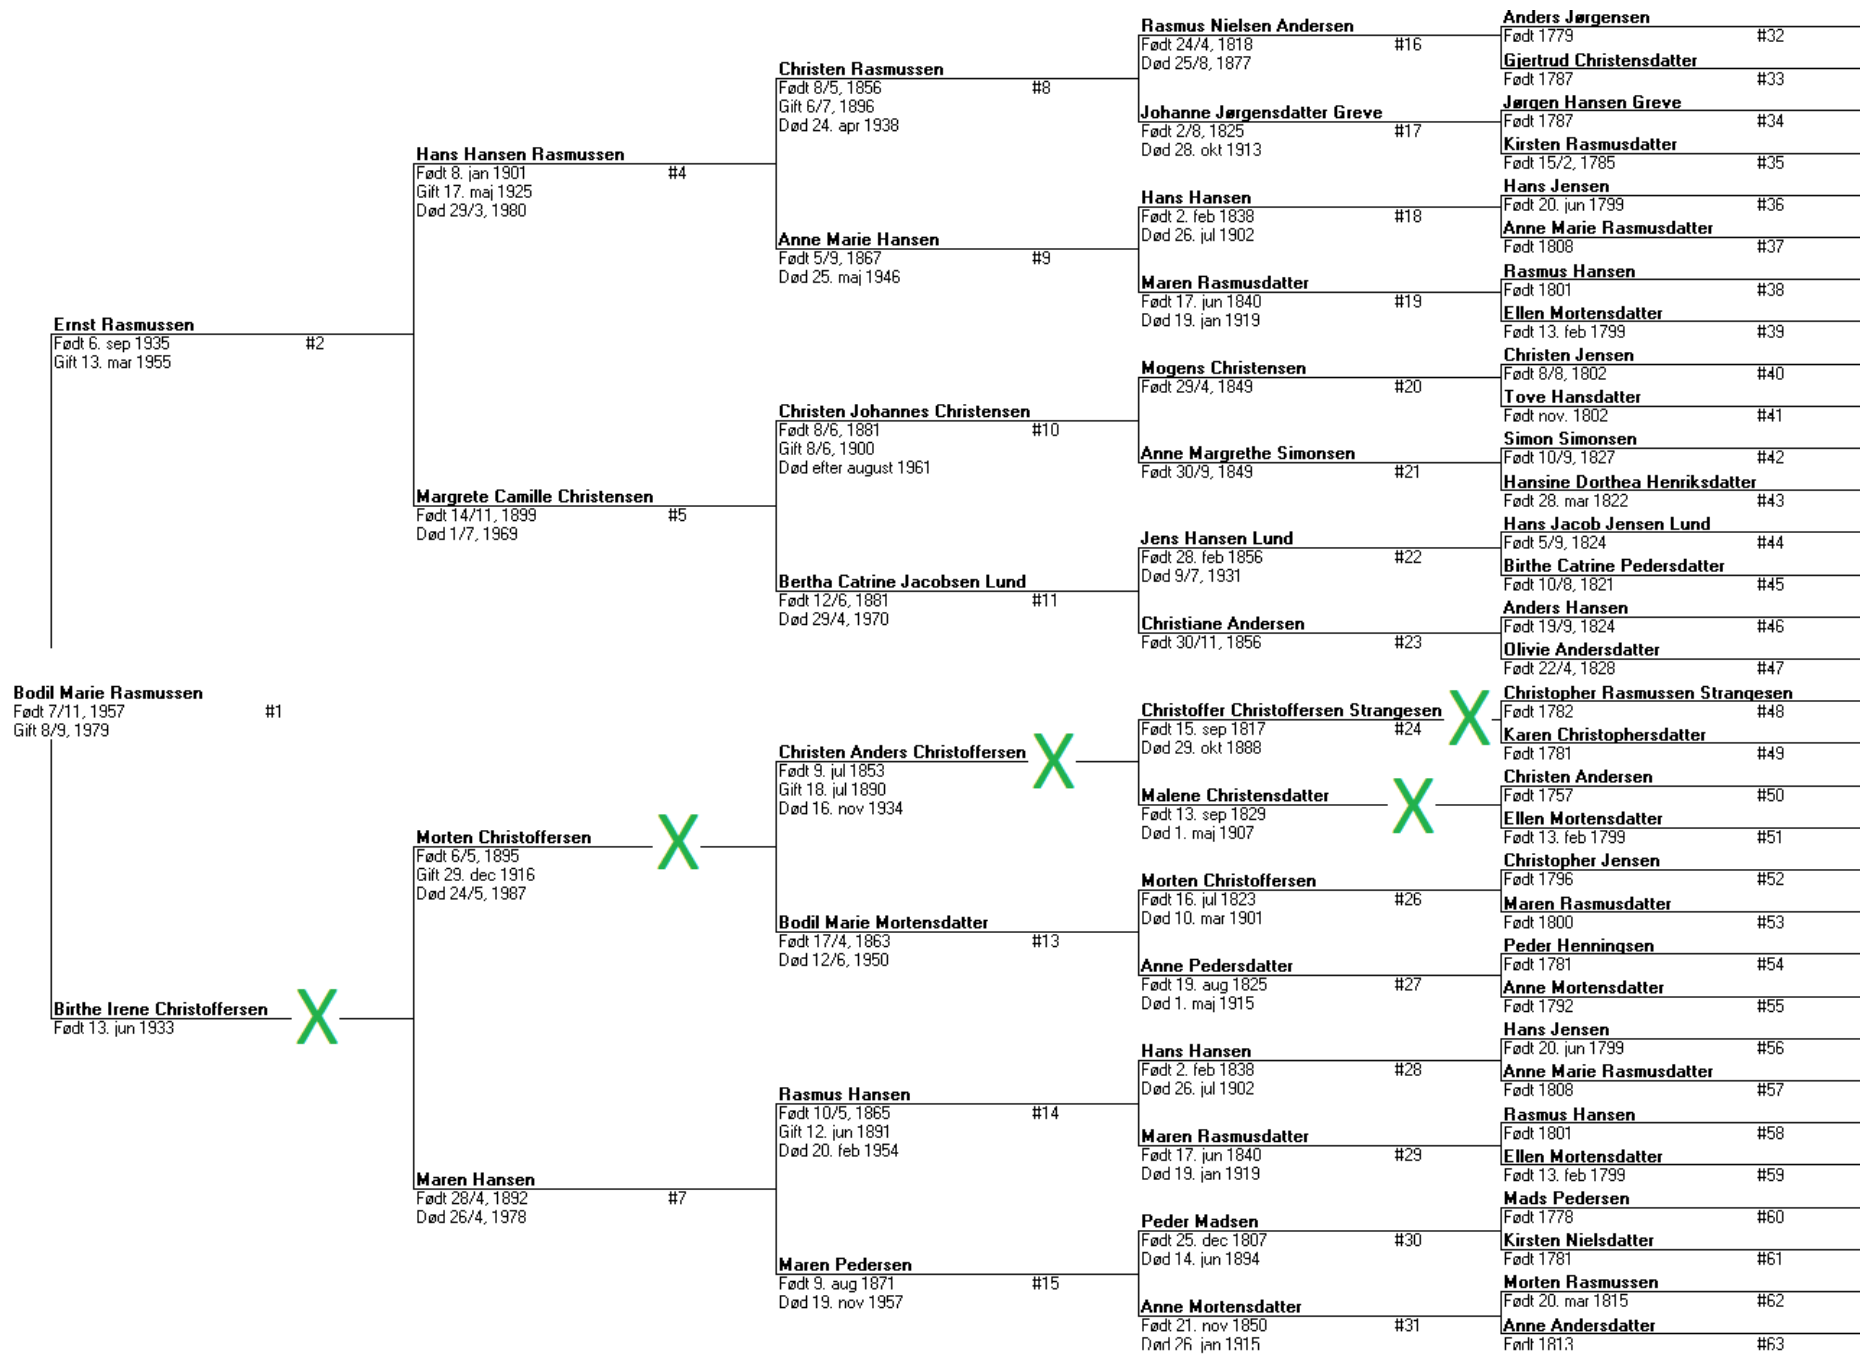 Bodil Marie Rasmussen
Født 7/11, 1957 #1
Gift 8/9, 1979
Ernst Rasmussen
Født 6. sep 1935 #2
Gift 13. mar 1955
Birthe Irene Christoffersen
X
Født 13. jun 1933
Hans Hansen Rasmussen
Født 8. jan 1901 #4
Gift 17. maj 1925
Død 29/3, 1980
Margrete Camille Christensen
Født 14/11, 1899 #5
Død 1/7, 1969
Morten Christoffersen
X
Født 6/5, 1895
Gift 29. dec 1916
Død 24/5, 1987
Maren Hansen
Født 28/4, 1892 #7
Død 26/4, 1978
Christen Rasmussen
Født 8/5, 1856 #8
Gift 6/7, 1896
Død 24. apr 1938
Anne Marie Hansen
Født 5/9, 1867 #9
Død 25. maj 1946
Christen Johannes Christensen
Født 8/6, 1881 #10
Gift 8/6, 1900
Død efter august 1961
Bertha Catrine Jacobsen Lund
Født 12/6, 1881 #11
Død 29/4, 1970
Christen Anders Christoffersen
X
Født 9. jul 1853
Gift 18. jul 1890
Død 16. nov 1934
Bodil Marie Mortensdatter
Født 17/4, 1863 #13
Død 12/6, 1950
Rasmus Hansen
Født 10/5, 1865 #14
Gift 12. jun 1891
Død 20. feb 1954
Maren Pedersen
Født 9. aug 1871 #15
Død 19. nov 1957
Rasmus Nielsen Andersen
Født 24/4, 1818 #16
Død 25/8, 1877
Johanne Jørgensdatter Greve
Født 2/8, 1825 #17
Død 28. okt 1913
Hans Hansen
Født 2. feb 1838 #18
Død 26. jul 1902
Maren Rasmusdatter
Født 17. jun 1840 #19
Død 19. jan 1919
Mogens Christensen
Født 29/4, 1849 #20
Anne Margrethe Simonsen
Født 30/9, 1849 #21
Jens Hansen Lund
Født 28. feb 1856 #22
Død 9/7, 1931
Christiane Andersen
Født 30/11, 1856 #23
Christoffer Christoffersen Strangesen
X
Født 15. sep 1817 #24
Død 29. okt 1888
Malene Christensdatter
X
Født 13. sep 1829
Død 1. maj 1907
Morten Christoffersen
Født 16. jul 1823 #26
Død 10. mar 1901
Anne Pedersdatter
Født 19. aug 1825 #27
Død 1. maj 1915
Hans Hansen
Født 2. feb 1838 #28
Død 26. jul 1902
Maren Rasmusdatter
Født 17. jun 1840 #29
Død 19. jan 1919
Peder Madsen
Født 25. dec 1807 #30
Død 14. jun 1894
Anne Mortensdatter
Født 21. nov 1850 #31
Død 26. jan 1915
Anders Jørgensen
Født 1779 #32
Gjertrud Christensdatter
Født 1787 #33
Jørgen Hansen Greve
Født 1787 #34
Kirsten Rasmusdatter
Født 15/2, 1785 #35
Hans Jensen
Født 20. jun 1799 #36
Anne Marie Rasmusdatter
Født 1808 #37
Rasmus Hansen
Født 1801 #38
Ellen Mortensdatter
Født 13. feb 1799 #39
Christen Jensen
Født 8/8, 1802 #40
Tove Hansdatter
Født nov. 1802 #41
Simon Simonsen
Født 10/9, 1827 #42
Hansine Dorthea Henriksdatter
Født 28. mar 1822 #43
Hans Jacob Jensen Lund
Født 5/9, 1824 #44
Birthe Catrine Pedersdatter
Født 10/8, 1821 #45
Anders Hansen
Født 19/9, 1824 #46
Olivie Andersdatter
Født 22/4, 1828 #47
Christopher Rasmussen Strangesen
Født 1782 #48
Karen Christophersdatter
Født 1781 #49
Christen Andersen
Født 1757 #50
Ellen Mortensdatter
Født 13. feb 1799 #51
Christopher Jensen
Født 1796 #52
Maren Rasmusdatter
Født 1800 #53
Peder Henningsen
Født 1781 #54
Anne Mortensdatter
Født 1792 #55
Hans Jensen
Født 20. jun 1799 #56
Anne Marie Rasmusdatter
Født 1808 #57
Rasmus Hansen
Født 1801 #58
Ellen Mortensdatter
Født 13. feb 1799 #59
Mads Pedersen
Født 1778 #60
Kirsten Nielsdatter
Født 1781 #61
Morten Rasmussen
Født 20. mar 1815 #62
Anne Andersdatter
Født 1813 #63